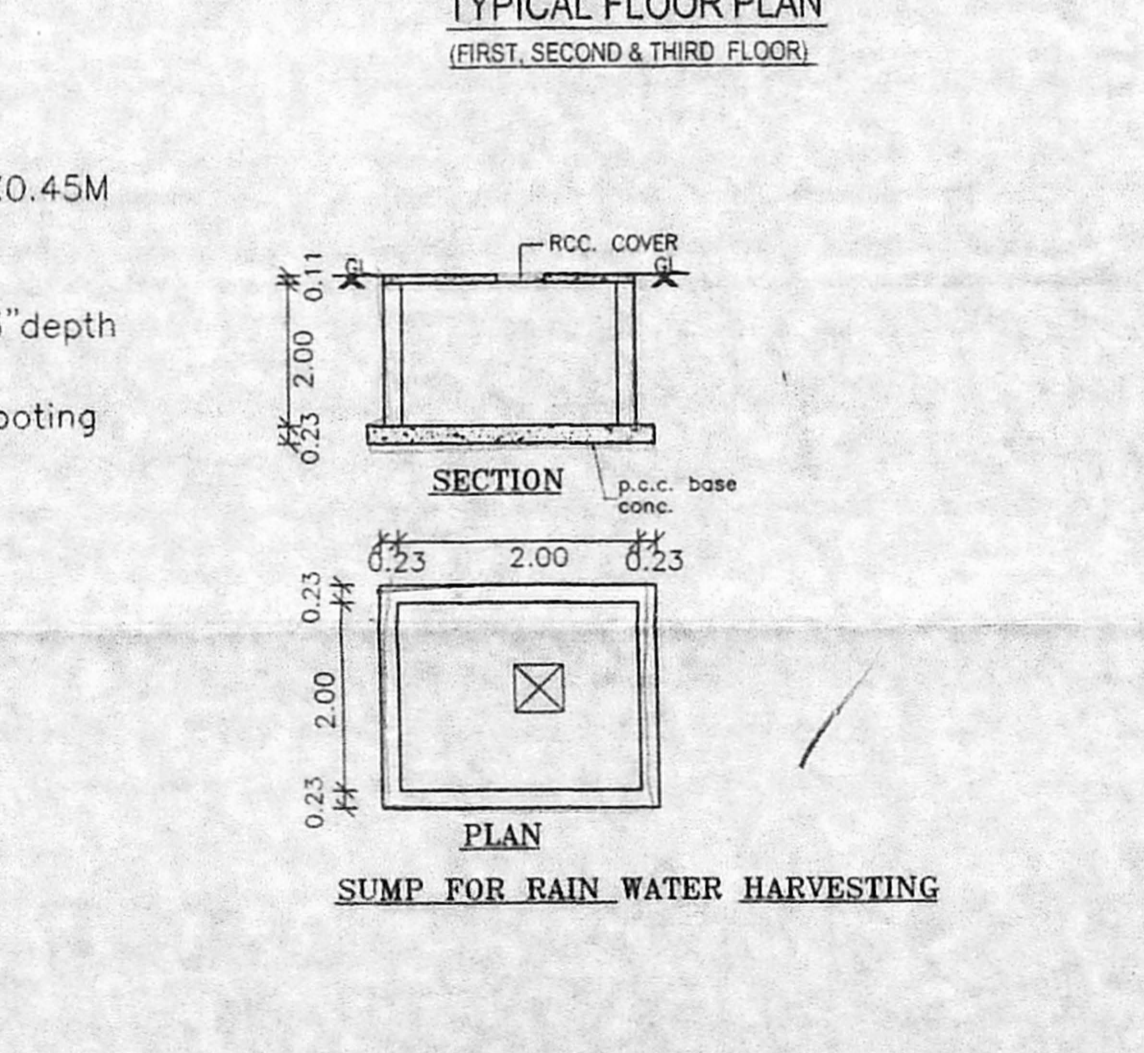 TYPICAL FLOOR PLAN
(FIRST, SECOND & THIRD FLOOR)
0.45M
RCC. COVER
GL
GL
0.11
"depth
2.00
ooting
0.23
SECTION
p.c.c. base
conc.
0.23 2.00 0.23
0.23
2.00
0.23
PLAN
SUMP FOR RAIN WATER HARVESTING